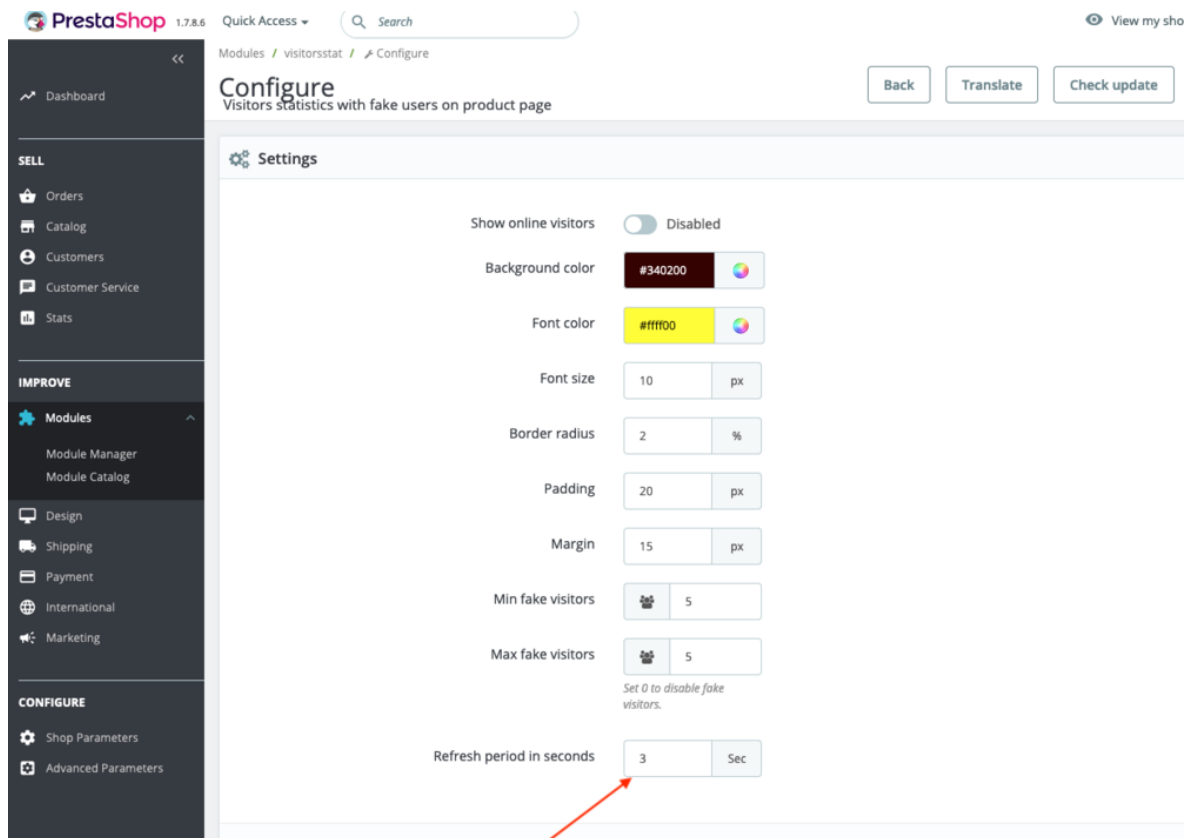 PrestaShop 1.7.8.6 Quick Access Search View my sho
Modules / visitorsstat / Configure
Configure
Visitors statistics with fake users on product page
Back Translate Check update
Dashboard
SELL
Orders
Catalog
Customers
Customer Service
Stats
IMPROVE
Modules
Module Manager
Module Catalog
Design
Shipping
Payment
International
Marketing
CONFIGURE
Shop Parameters
Advanced Parameters
Settings
Show online visitors Disabled
Background color #340200
Font color #ffff00
Font size 10 px
Border radius 2 %
Padding 20 px
Margin 15 px
Min fake visitors 5
Max fake visitors 5
Set 0 to disable fake
visitors.
Refresh period in seconds 3 Sec